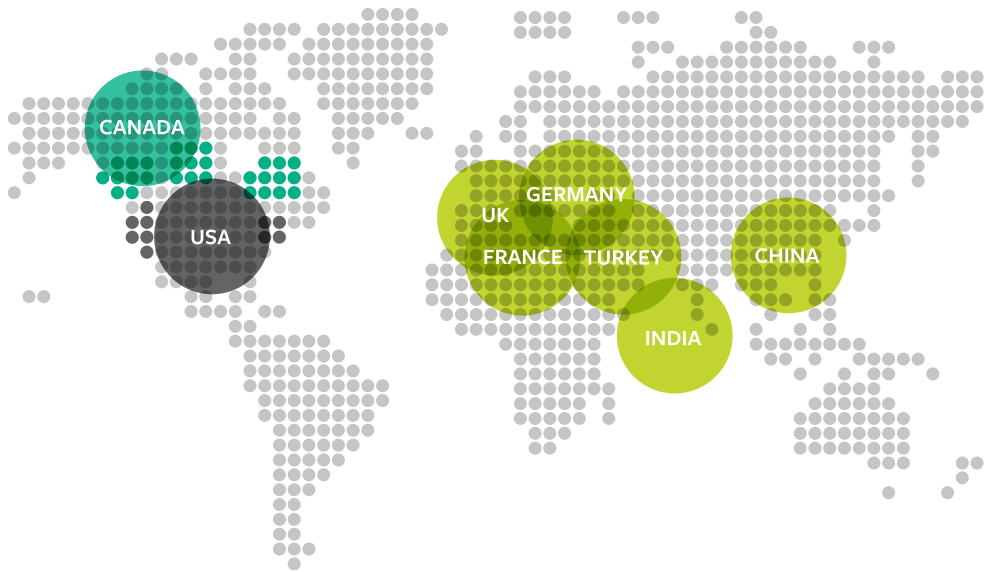 CANADA
USA
GERMANY
UK
FRANCE
TURKEY
CHINA
INDIA